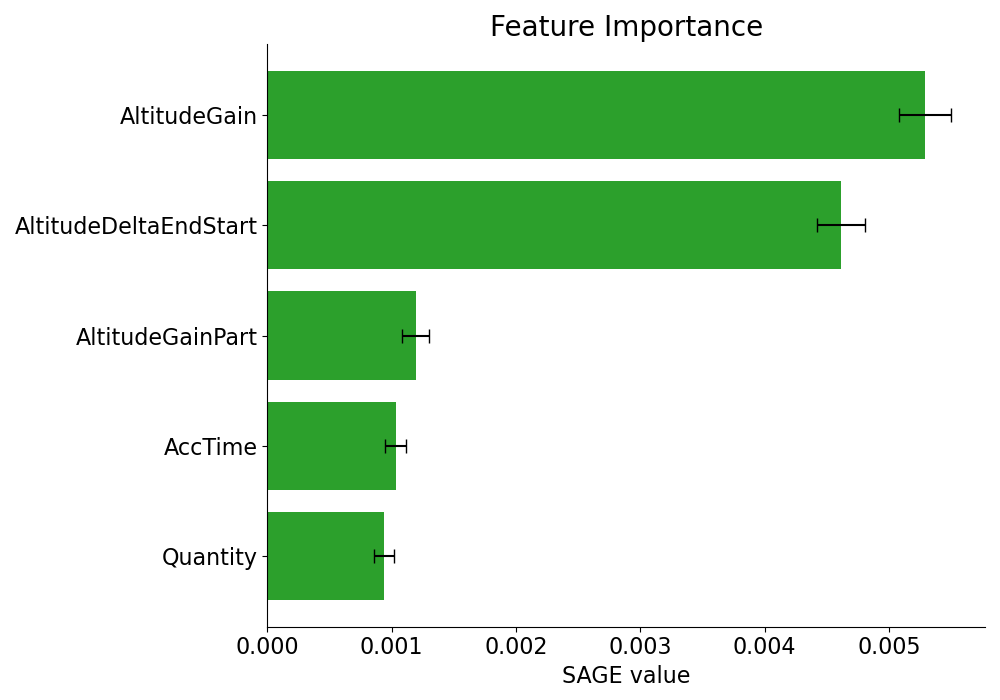 Feature Importance
AltitudeGain
AltitudeDeltaEndStart
AltitudeGainPart
AccTime
Quantity
0.000 0.001 0.002 0.003 0.004 0.005
SAGE value